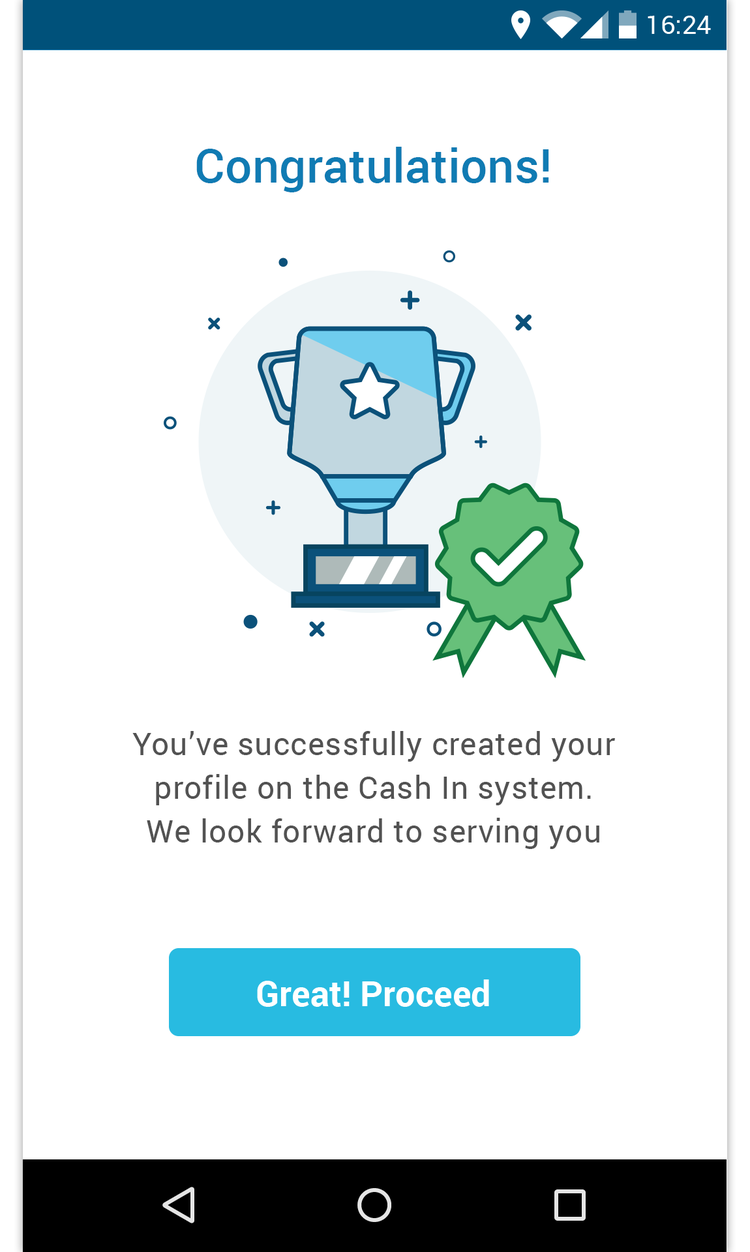 16:24
Congratulations!
You’ve successfully created your
profile on the Cash In system.
We look forward to serving you
Great! Proceed